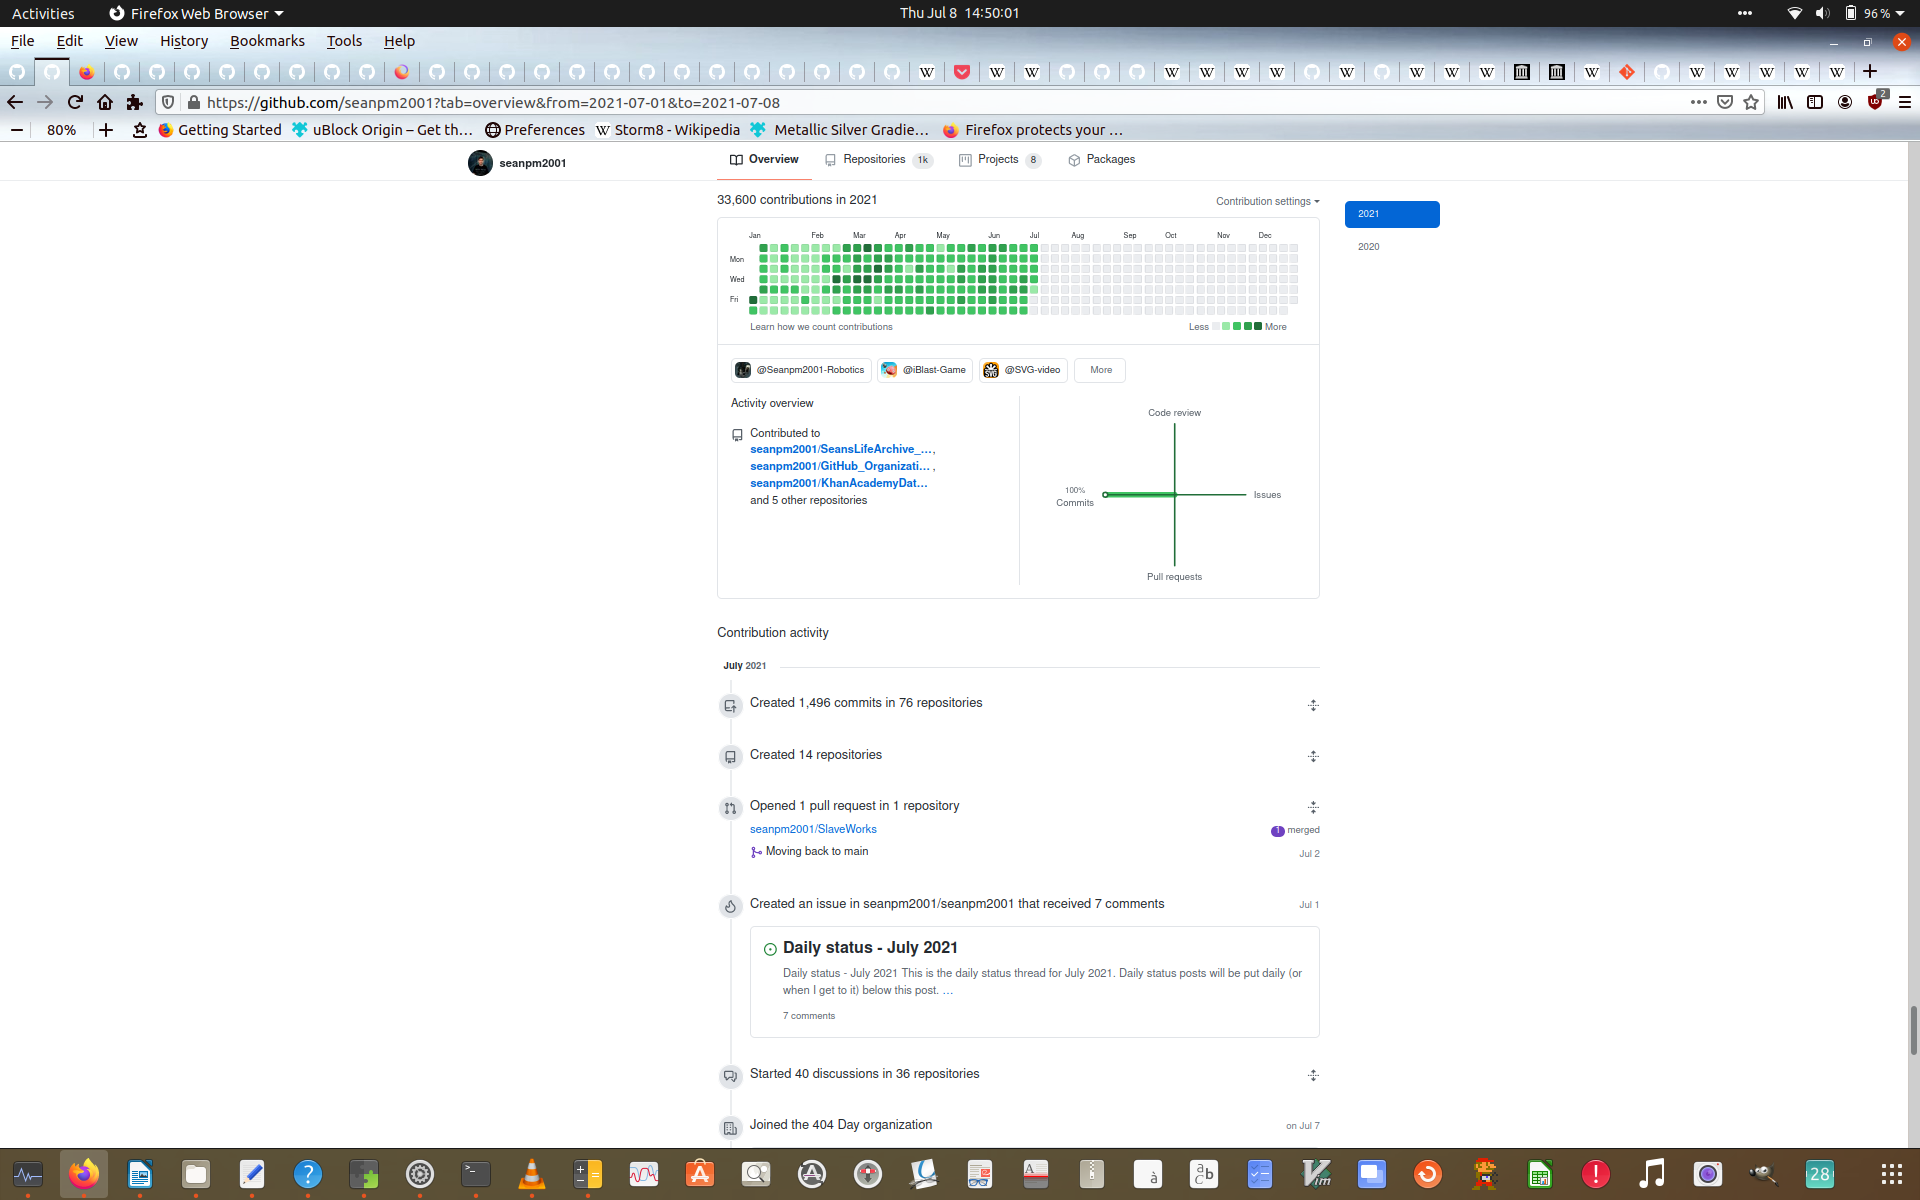 Activities Firefox Web Browser Thu Jul 8 14:50:01 96 %
File Edit View History Bookmarks Tools Help
https://github.com/seanpm2001?tab=overview&from=2021-07-01&to=2021-07-08 2
80% Getting Started uBlock Origin – Get th… Preferences Storm8 - Wikipedia Metallic Silver Gradie… Firefox protects your …
seanpm2001 Overview Repositories 1k Projects 8 Packages
33,600 contributions in 2021 Contribution settings
2021
2020
Jan Feb Mar Apr May Jun Jul Aug Sep Oct Nov Dec
Mon
Wed
Fri
Learn how we count contributions Less More
@Seanpm2001-Robotics @iBlast-Game @SVG-video More
Activity overview
Contributed to
seanpm2001/SeansLifeArchive_…,
seanpm2001/GitHub_Organizati… ,
seanpm2001/KhanAcademyDat…
and 5 other repositories
Code review
100%
Commits
Issues
Pull requests
Contribution activity
July 2021
Created 1,496 commits in 76 repositories
Created 14 repositories
Opened 1 pull request in 1 repository
seanpm2001/SlaveWorks 1 merged
Moving back to main Jul 2
Created an issue in seanpm2001/seanpm2001 that received 7 comments Jul 1
Daily status - July 2021
Daily status - July 2021 This is the daily status thread for July 2021. Daily status posts will be put daily (or
when I get to it) below this post. …
7 comments
Started 40 discussions in 36 repositories
Joined the 404 Day organization on Jul 7
28